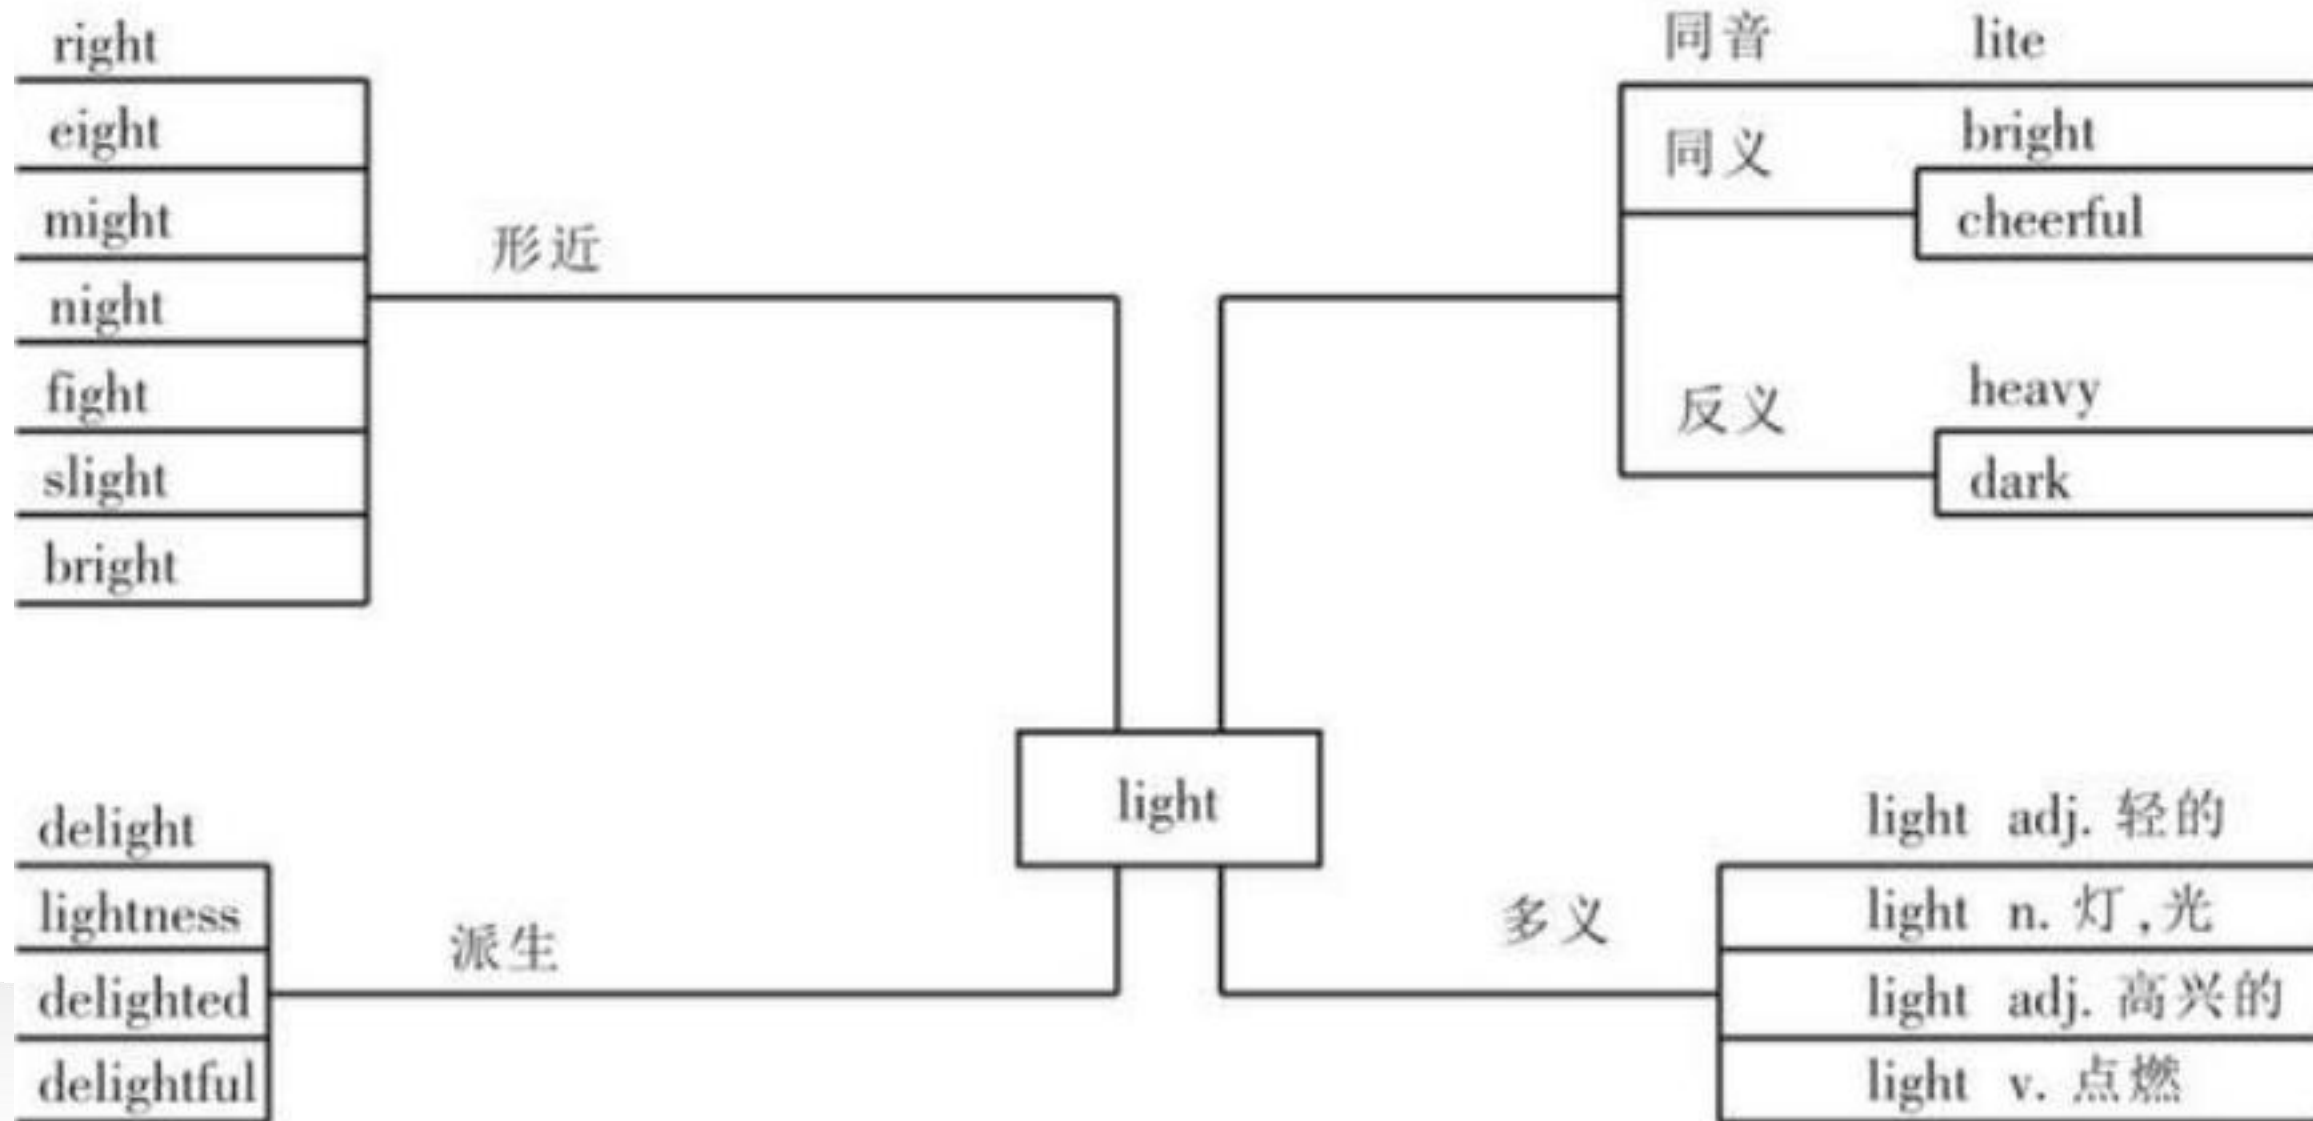 right
eight
might
night
fight
slight
bright
形近
同音 lite
同义 bright
cheerful
反义 heavy
dark
light
delight
lightness
delighted
delightful
派生
多义
light adj. 轻的
light n. 灯,光
light adj. 高兴的
light v. 点燃